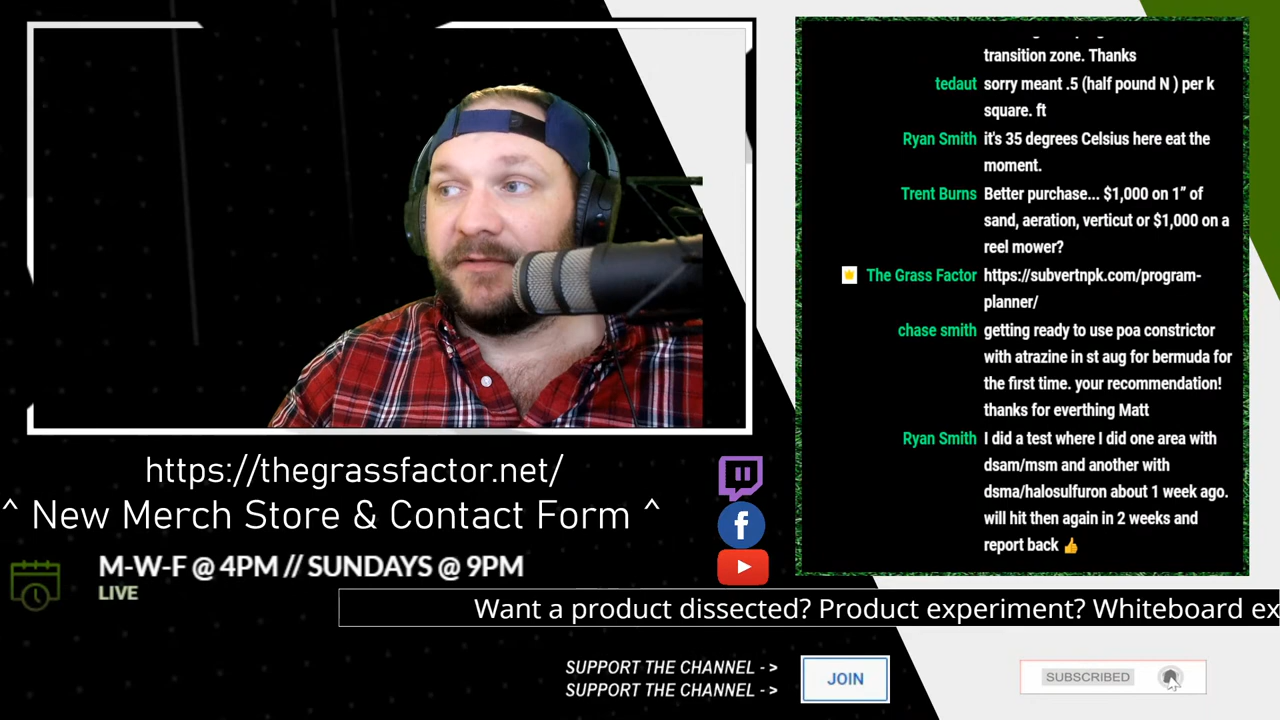 transition zone. Thanks
tedaut sorry meant .5 (half pound N ) per k
square. ft
Ryan Smith it's 35 degrees Celsius here eat the
moment.
Trent Burns Better purchase... $1,000 on 1” of
sand, aeration, verticut or $1,000 on a
reel mower?
The Grass Factor https://subvertnpk.com/program-
planner/
chase smith getting ready to use poa constrictor
with atrazine in st aug for bermuda for
the first time. your recommendation!
thanks for everthing Matt
Ryan Smith I did a test where I did one area with
dsam/msm and another with
dsma/halosulfuron about 1 week ago.
will hit then again in 2 weeks and
report back 👍
https://thegrassfactor.net/
^ New Merch Store & Contact Form ^
M-W-F @ 4PM // SUNDAYS @ 9PM
LIVE
Want a product dissected? Product experiment? Whiteboard ex
SUPPORT THE CHANNEL - >
SUPPORT THE CHANNEL - >
JOIN
SUBSCRIBED